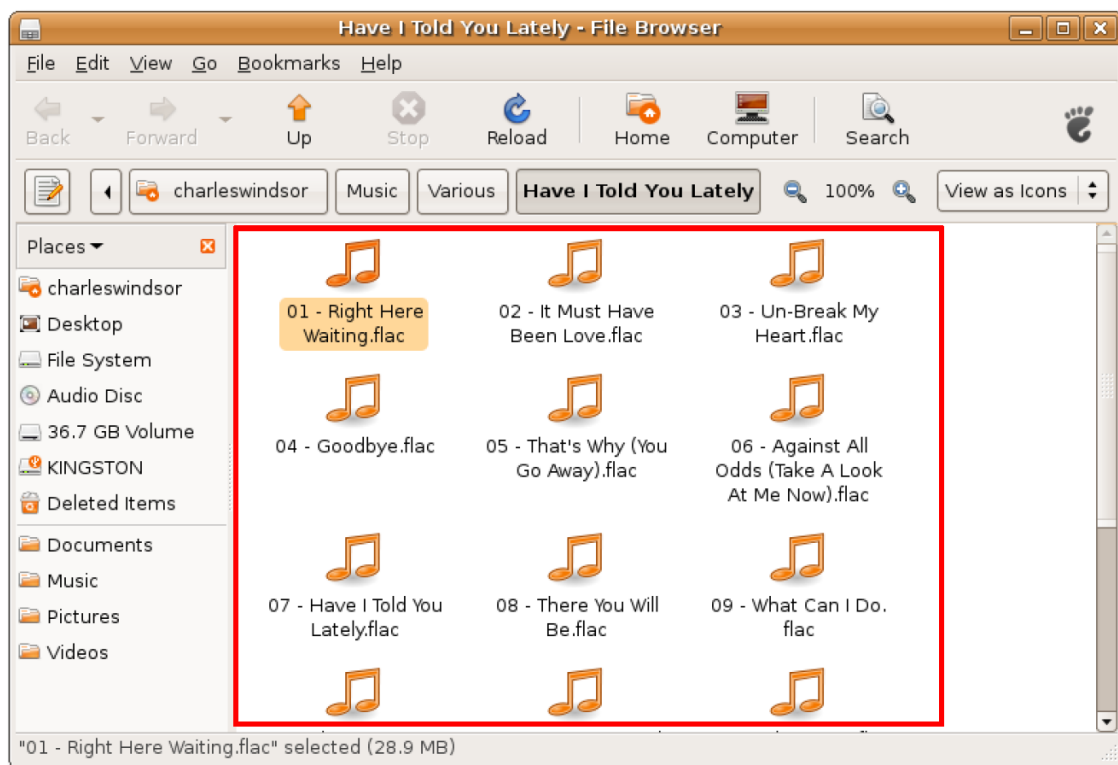 Have I Told You Lately - File Browser
File Edit View Go Bookmarks Help
Back Forward Up Stop Reload Home Computer Search
charleswindsor Music Various Have I Told You Lately 100% View as Icons
Places
charleswindsor
Desktop
File System
Audio Disc
36.7 GB Volume
KINGSTON
Deleted Items
Documents
Music
Pictures
Videos
01 - Right Here
Waiting.flac
02 - It Must Have
Been Love.flac
03 - Un-Break My
Heart.flac
04 - Goodbye.flac
05 - That's Why (You
Go Away).flac
06 - Against All
Odds (Take A Look
At Me Now).flac
07 - Have I Told You
Lately.flac
08 - There You Will
Be.flac
09 - What Can I Do.
flac
"01 - Right Here Waiting.flac" selected (28.9 MB)